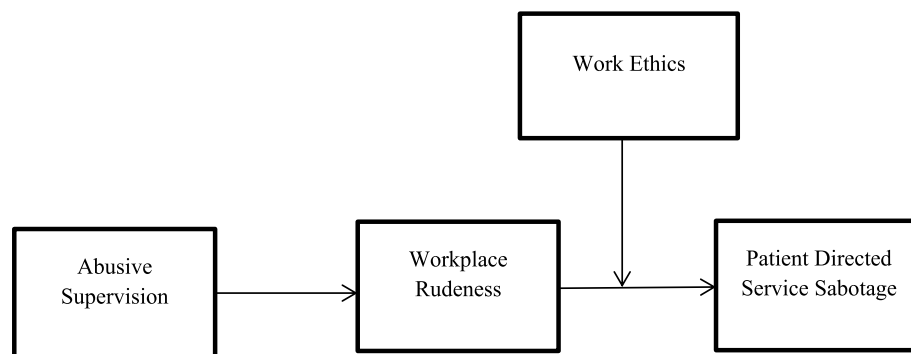 Work Ethics
Abusive
Supervision
Workplace
Rudeness
Patient Directed
Service Sabotage